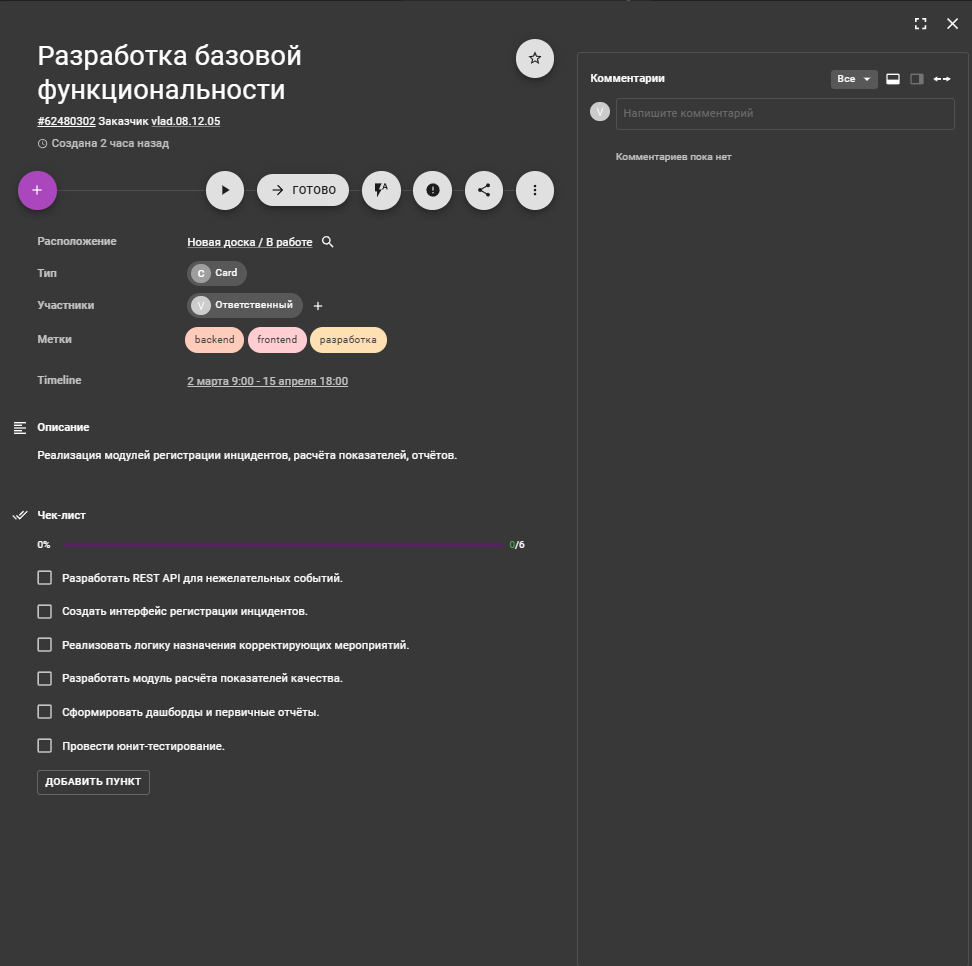 Разработка базовой
функциональности
#62480302 Заказчик vlad.08.12.05
Создана 2 часа назад
ГОТОВО
Расположение
Новая доска / В работе
Тип
C Card
Участники
V Ответственный
Метки
backend frontend разработка
Timeline
2 марта 9:00 - 15 апреля 18:00
Описание
Реализация модулей регистрации инцидентов, расчёта показателей, отчётов.
Чек-лист
0% 0/6
Разработать REST API для нежелательных событий.
Создать интерфейс регистрации инцидентов.
Реализовать логику назначения корректирующих мероприятий.
Разработать модуль расчёта показателей качества.
Сформировать дашборды и первичные отчёты.
Провести юнит-тестирование.
ДОБАВИТЬ ПУНКТ
Комментарии
Все
V
Напишите комментарий
Комментариев пока нет